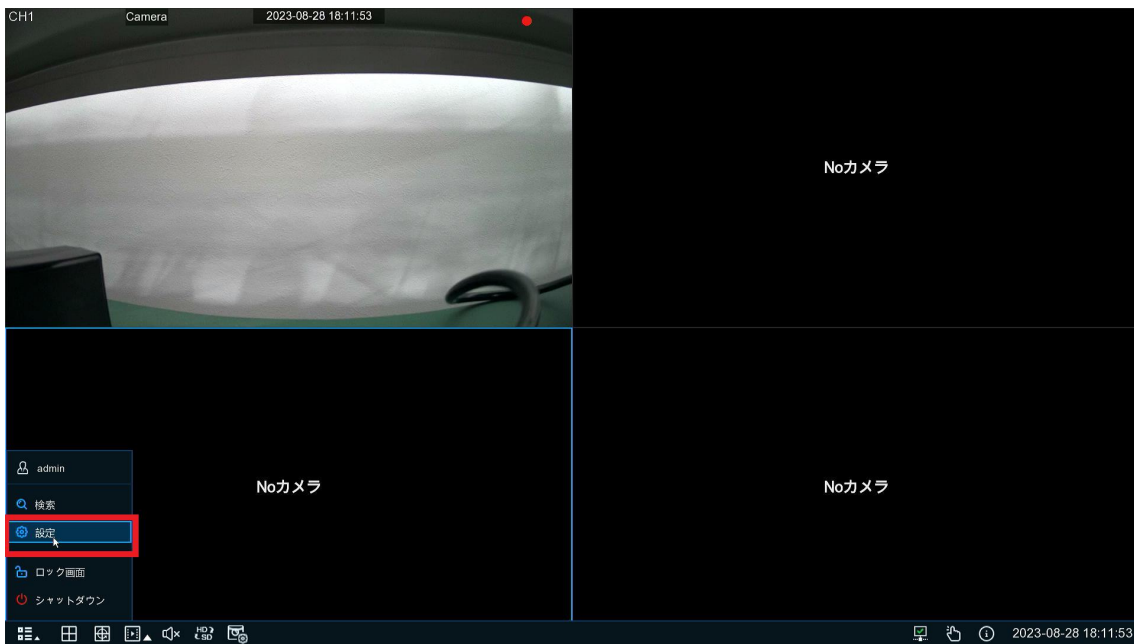 CH1 Camera 2023-08-28 18:11:53
Noカメラ
Noカメラ
Noカメラ
admin
検索
設定
ロック画面
シャットダウン
HD
SD
2023-08-28 18:11:53